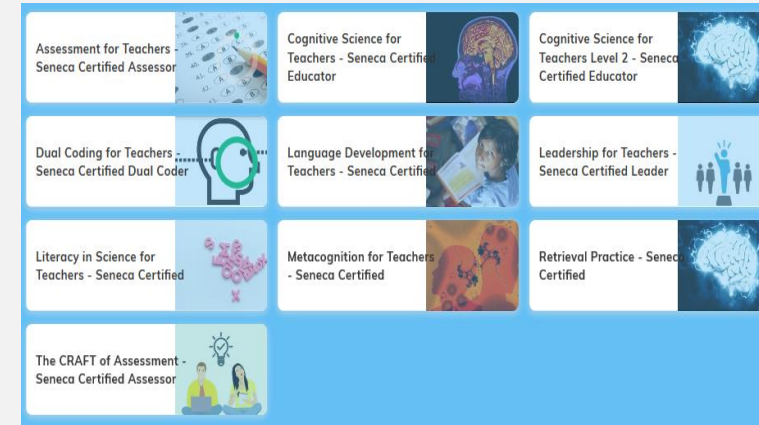 Assessment for Teachers -
Seneca Certified Assessor
Cognitive Science for
Teachers - Seneca Certified
Educator
Cognitive Science for
Teachers Level 2 - Seneca
Certified Educator
Dual Coding for Teachers -
Seneca Certified Dual Coder
Language Development for
Teachers - Seneca Certified
Leadership for Teachers -
Seneca Certified Leader
Literacy in Science for
Teachers - Seneca Certified
Metacognition for Teachers
- Seneca Certified
Retrieval Practice - Seneca
Certified
The CRAFT of Assessment -
Seneca Certified Assessor